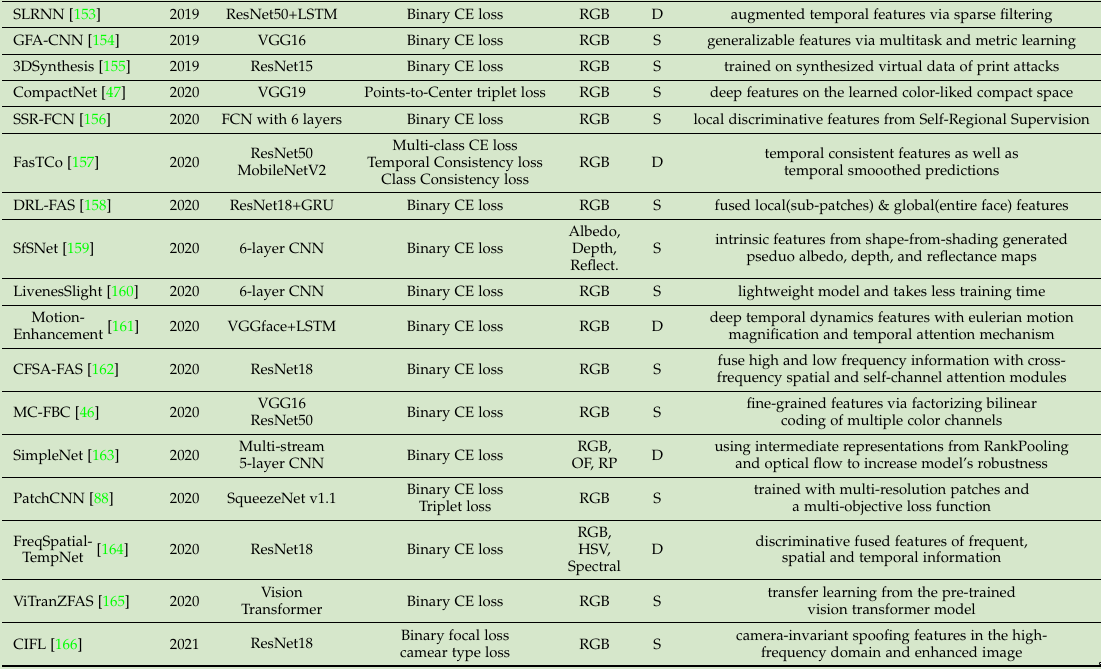 SLRNN [153] 2019 ResNet50+LSTM Binary CE loss RGB D augmented temporal features via sparse filtering
GFA-CNN [154] 2019 VGG16 Binary CE loss RGB S generalizable features via multitask and metric learning
3DSynthesis [155] 2019 ResNet15 Binary CE loss RGB S trained on synthesized virtual data of print attacks
CompactNet [47] 2020 VGG19 Points-to-Center triplet loss RGB S deep features on the learned color-liked compact space
SSR-FCN [156] 2020 FCN with 6 layers Binary CE loss RGB S local discriminative features from Self-Regional Supervision
FasTCo [157] 2020 ResNet50
MobileNetV2
Multi-class CE loss
Temporal Consistency loss
Class Consistency loss
RGB D temporal consistent features as well as
temporal smooothed predictions
DRL-FAS [158] 2020 ResNet18+GRU Binary CE loss RGB S fused local(sub-patches) & global(entire face) features
SfSNet [159] 2020 6-layer CNN Binary CE loss Albedo,
Depth,
Reflect.
S intrinsic features from shape-from-shading generated
pseduo albedo, depth, and reflectance maps
LivenesSlight [160] 2020 6-layer CNN Binary CE loss RGB S lightweight model and takes less training time
Motion-
Enhancement [161] 2020 VGGface+LSTM Binary CE loss RGB D deep temporal dynamics features with eulerian motion
magnification and temporal attention mechanism
CFSA-FAS [162] 2020 ResNet18 Binary CE loss RGB S fuse high and low frequency information with cross-
frequency spatial and self-channel attention modules
MC-FBC [46] 2020 VGG16
ResNet50
Binary CE loss RGB S fine-grained features via factorizing bilinear
coding of multiple color channels
SimpleNet [163] 2020 Multi-stream
5-layer CNN
Binary CE loss RGB,
OF, RP
D using intermediate representations from RankPooling
and optical flow to increase model's robustness
PatchCNN [88] 2020 SqueezeNet v1.1 Binary CE loss
Triplet loss
RGB S trained with multi-resolution patches and
a multi-objective loss function
FreqSpatial-
TempNet [164] 2020 ResNet18 Binary CE loss RGB,
HSV,
Spectral
D discriminative fused features of frequent,
spatial and temporal information
ViTranZFAS [165] 2020 Vision
Transformer
Binary CE loss RGB S transfer learning from the pre-trained
vision transformer model
CIFL [166] 2021 ResNet18 Binary focal loss
camear type loss
RGB S camera-invariant spoofing features in the high-
frequency domain and enhanced image